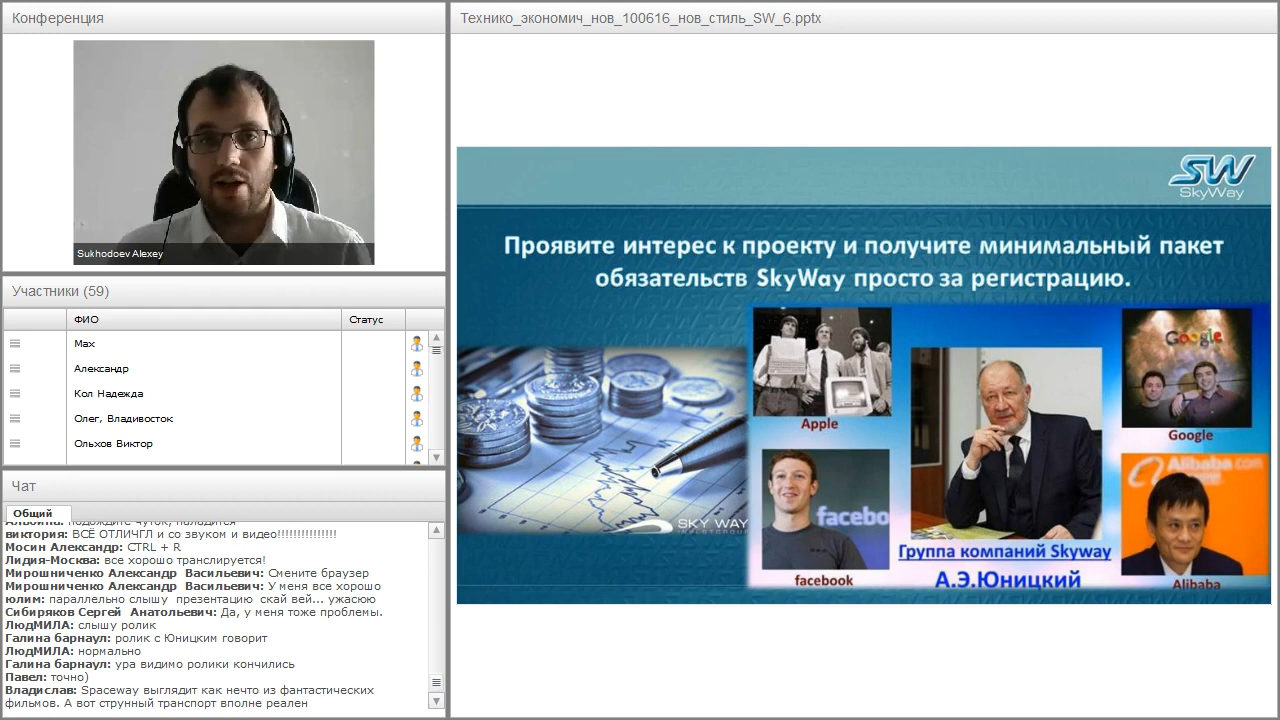 Конференция
Sukhodoev Alexey
Участники (59)
ФИО
Статус
Max
Александр
Кол Надежда
Олег, Владивосток
Ольхов Виктор
Чат
Общий
виктория: ВСЁ ОТЛИЧГЛ и со звуком и видео!!!!!!!!!!!!!!!!
Мосин Александр: CTRL + R
Лидия-Москва: все хорошо транслируется!
Мирошниченко Александр Васильевич: Смените браузер
Мирошниченко Александр Васильевич: У меня все хорошо
юлим: параллельно слышу презентацию скай вей... ужасюю
Сибиряков Сергей Анатольевич: Да, у меня тоже проблемы.
ЛюдМИЛА: слышу ролик
Галина барнаул: ролик с Юницким говорит
ЛюдМИЛА: нормально
Галина барнаул: ура видимо ролики кончились
Павел: точно)
Владислав: Spaceway выглядит как нечто из фантастических
фильмов. А вот струнный транспорт вполне реален
Технико_экономич_нов_100616_нов_стиль_SW_6.pptx
SW
SkyWay
Проявите интерес к проекту и получите минимальный пакет
обязательств SkyWay просто за регистрацию.
SKY WAY
Apple
facebo
facebook
Группа компаний Skyway
А.Э.Юницкий
Google
Google
Alibaba.com
Alibaba